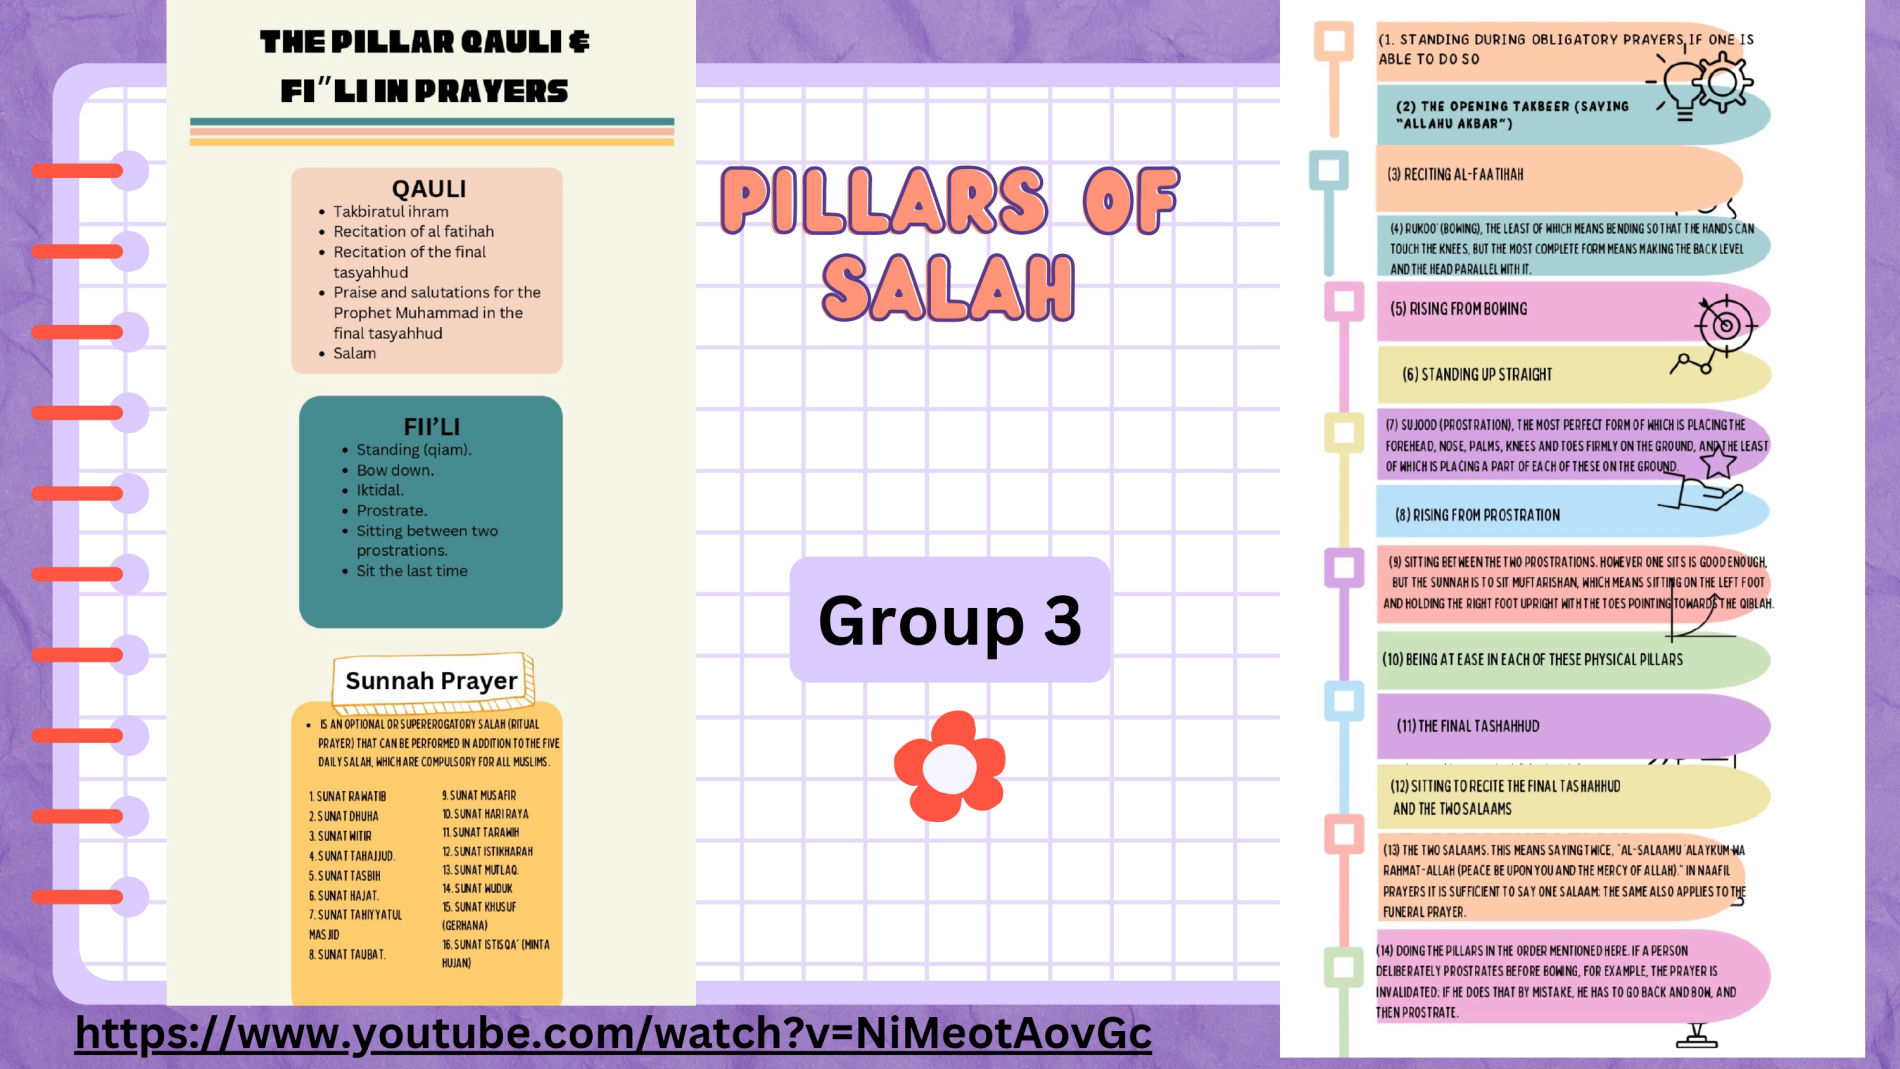 THE PILLAR QAULI &
FI"LI IN PRAYERS
QAULI
• Takbiratul ihram
• Recitation of al fatihah
• Recitation of the final
tasyahhud
• Praise and salutations for the
Prophet Muhammad in the
final tasyahhud
• Salam
FII'LI
• Standing (qiam).
• Bow down.
• Iktidal.
• Prostrate.
• Sitting between two
prostrations.
• Sit the last time
Sunnah Prayer
• IS AN OPTIONAL OR SUPEREROGATORY SALAH (RITUAL
PRAYER) THAT CAN BE PERFORMED IN ADDITION TO THE FIVE
DAILY SALAH, WHICH ARE COMPULSORY FOR ALL MUSLIMS.
1. SUNAT RAWATIB
2. SUNAT DHUHA
3. SUNAT WITIR
4. SUNAT TAHAJJUD.
5. SUNAT TASBIH
6. SUNAT HAJAT.
7. SUNAT TAHIYYATUL
MASJID
8. SUNAT TAUBAT.
9. SUNAT MUSAFIR
10. SUNAT HARI RAYA
11. SUNAT TARAWIH
12. SUNAT ISTIKHARAH
13. SUNAT MUTLAQ.
14. SUNAT WUDUK
15. SUNAT KHUSUF
(GERHANA)
16. SUNAT ISTISQA' (MINTA
HUJAN)
PILLARS OF
SALAH
Group 3
https://www.youtube.com/watch?v=NiMeotAovGc
(1. STANDING DURING OBLIGATORY PRAYERS IF ONE IS
ABLE TO DO SO
(2) THE OPENING TAKBEER (SAYING
"ALLAHU AKBAR")
(3) RECITING AL-FAATIHAH
(4) RUKOO' (BOWING), THE LEAST OF WHICH MEANS BENDING SO THAT THE HANDS CAN
TOUCH THE KNEES, BUT THE MOST COMPLETE FORM MEANS MAKING THE BACK LEVEL
AND THE HEAD PARALLEL WITH IT.
(5) RISING FROM BOWING
(6) STANDING UP STRAIGHT
(7) SUJOOD (PROSTRATION), THE MOST PERFECT FORM OF WHICH IS PLACING THE
FOREHEAD, NOSE, PALMS, KNEES AND TOES FIRMLY ON THE GROUND, AND THE LEAST
OF WHICH IS PLACING A PART OF EACH OF THESE ON THE GROUND.
(8) RISING FROM PROSTRATION
(9) SITTING BETWEEN THE TWO PROSTRATIONS. HOWEVER ONE SITS IS GOOD ENOUGH,
BUT THE SUNNAH IS TO SIT MUFTARISHAN, WHICH MEANS SITTING ON THE LEFT FOOT
AND HOLDING THE RIGHT FOOT UPRIGHT WITH THE TOES POINTING TOWARDS THE QIBLAH.
(10) BEING AT EASE IN EACH OF THESE PHYSICAL PILLARS
(11) THE FINAL TASHAHHUD
(12) SITTING TO RECITE THE FINAL TASHAHHUD
AND THE TWO SALAAMS
(13) THE TWO SALAAMS. THIS MEANS SAYING TWICE, "AL-SALAAMU 'ALAYKUM WA
RAHMAT-ALLAH (PEACE BE UPON YOU AND THE MERCY OF ALLAH)." IN NAAFIL
PRAYERS IT IS SUFFICIENT TO SAY ONE SALAAM; THE SAME ALSO APPLIES TO THE
FUNERAL PRAYER.
(14) DOING THE PILLARS IN THE ORDER MENTIONED HERE. IF A PERSON
DELIBERATELY PROSTRATES BEFORE BOWING, FOR EXAMPLE, THE PRAYER IS
INVALIDATED; IF HE DOES THAT BY MISTAKE, HE HAS TO GO BACK AND BOW, AND
THEN PROSTRATE.